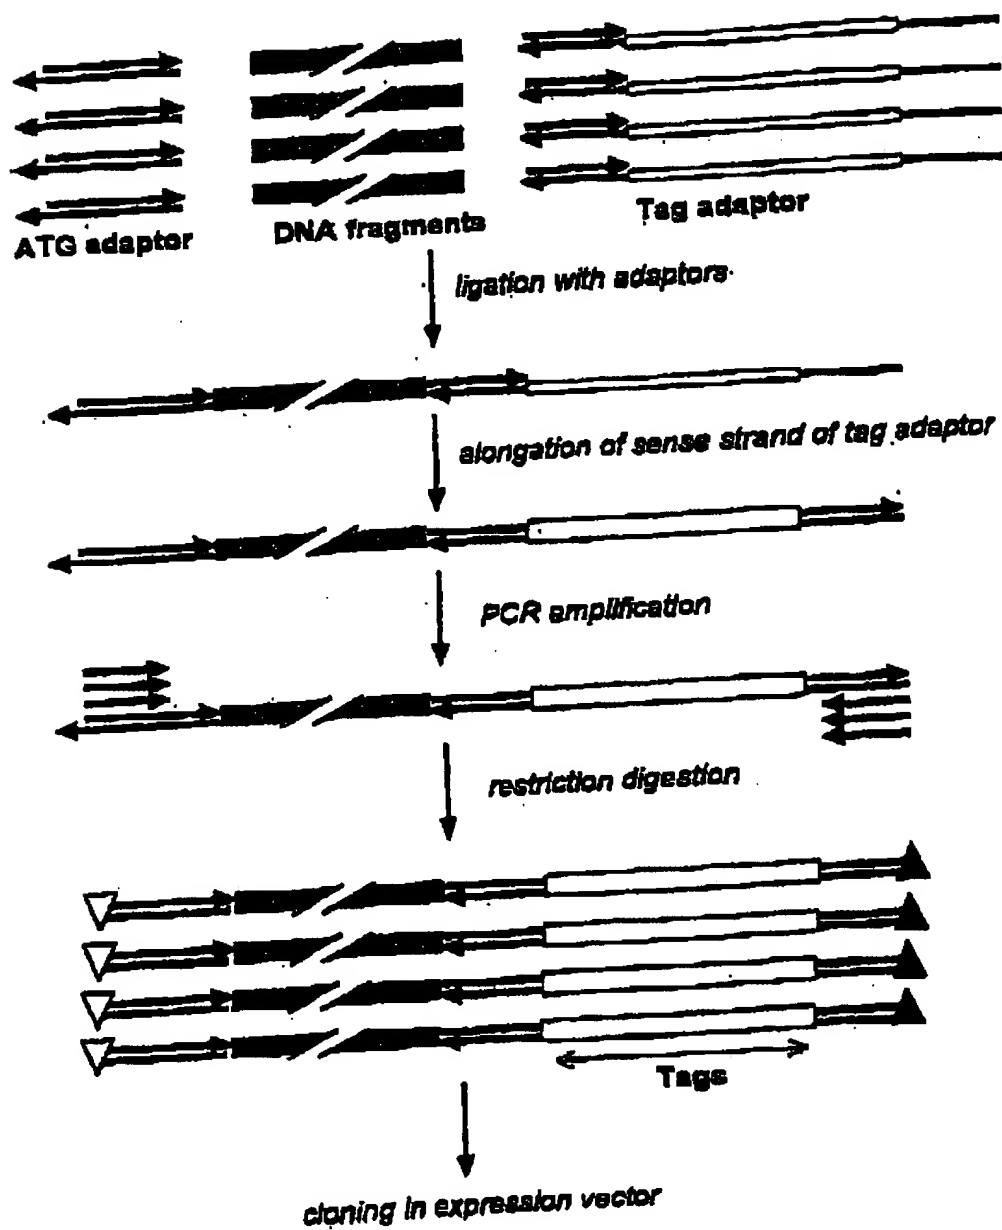 ATG adaptor
DNA fragments
Tag adaptor
ligation with adaptors
alongation of sense strand of tag adaptor
PCR amplification
restriction digestion
Tags
cloning in expression vector